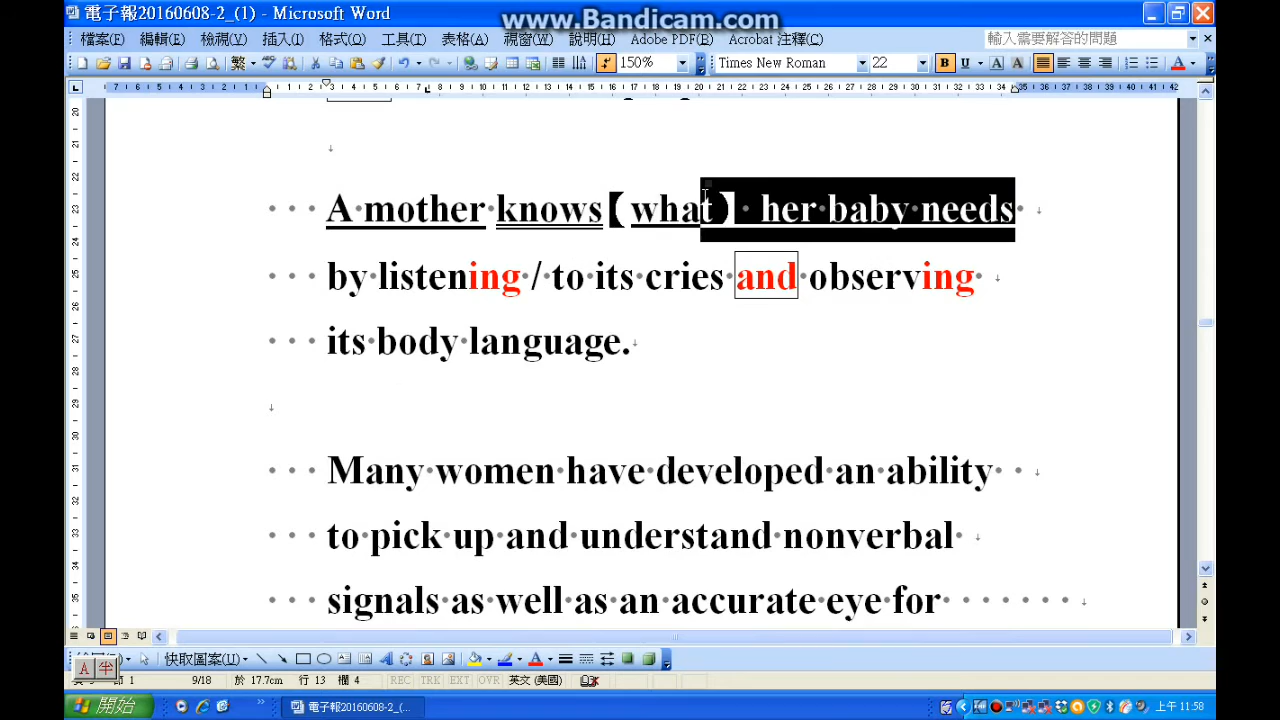 電子報20160608-2_(1) - Microsoft Word
www.Bandicam.com
檔案(F) 編輯(E) 檢視(V) 插入(I) 格式(O) 工具(T) 表格(A) 視窗(W) 說明(H) Adobe PDF(B) Acrobat 注釋(C) 輸入需要解答的問題
繁 150% Times New Roman 22 B U A A A
A mother knows【what】 her baby needs
by listening / to its cries and observing
its body language.
Many women have developed an ability
to pick up and understand nonverbal
signals as well as an accurate eye for
快取圖案(U)
A 半
1 9/18 於 17.7cm 行 13 欄 4 REC TRK EXT OVR 英文 (美國)
開始 電子報20160608-2_(... 上午 11:58